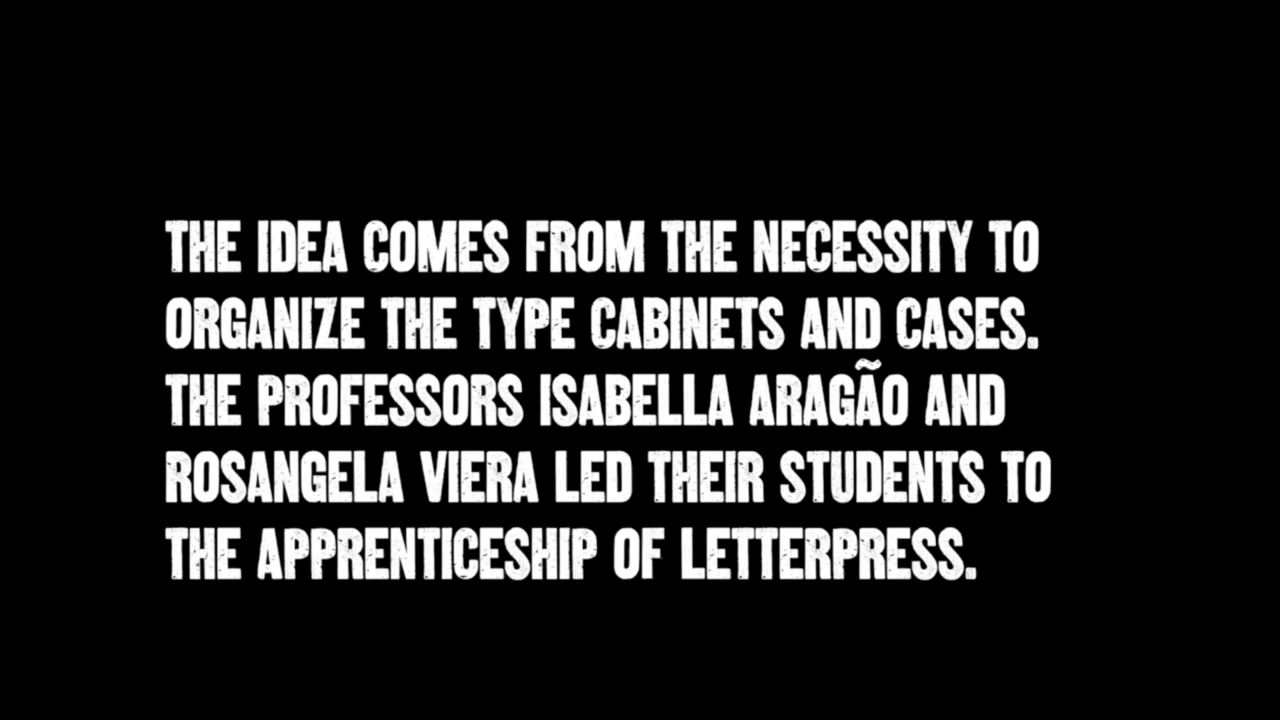 THE IDEA COMES FROM THE NECESSITY TO
ORGANIZE THE TYPE CABINETS AND CASES.
THE PROFESSORS ISABELLA ARAGÃO AND
ROSANGELA VIERA LED THEIR STUDENTS TO
THE APPRENTICESHIP OF LETTERPRESS.